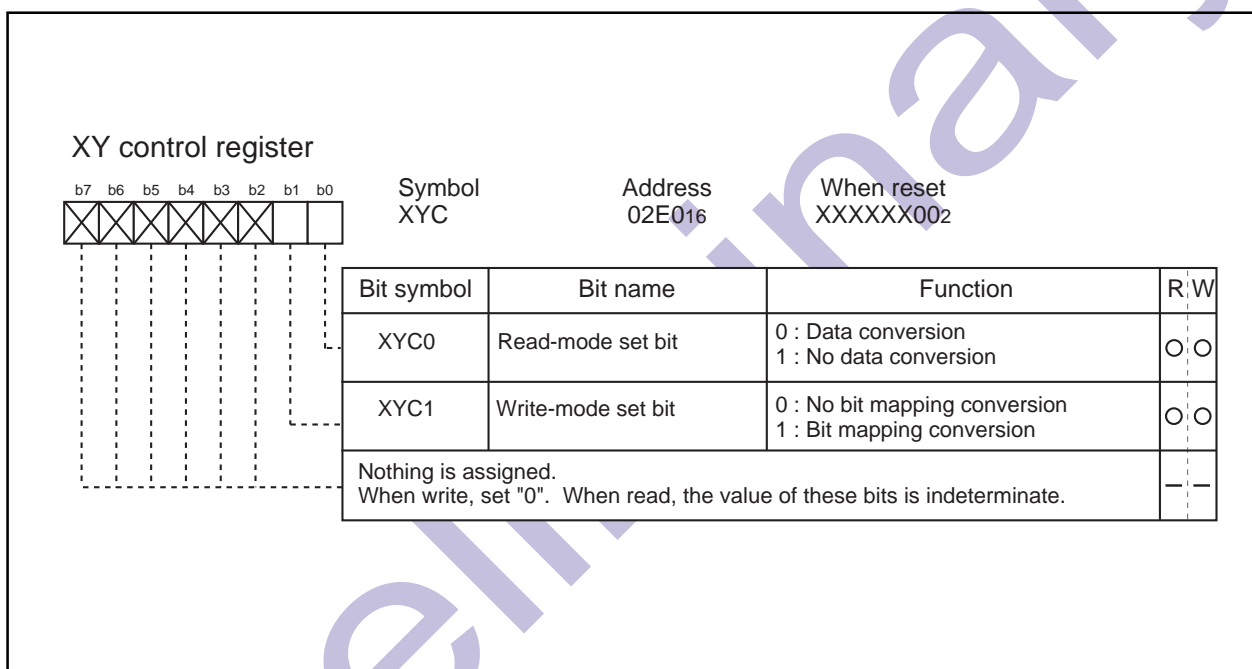 XY control register
b7 b6 b5 b4 b3 b2 b1 b0
Symbol Address When reset
XYC 02E016 XXXXXX002
Bit symbol Bit name Function R W
XYC0 Read-mode set bit 0 : Data conversion
1 : No data conversion
XYC1 Write-mode set bit 0 : No bit mapping conversion
1 : Bit mapping conversion
Nothing is assigned.
When write, set "0". When read, the value of these bits is indeterminate.